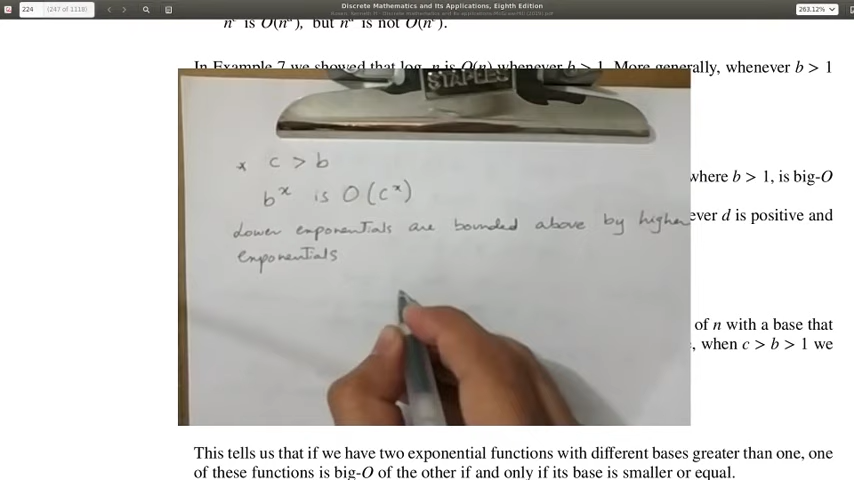 224 (247 of 1118) Discrete Mathematics and Its Applications, Eighth Edition 263.12%
n^c is O(n^d), but n^d is not O(n^c).
In Example 7 we showed that log_b n is O(n) whenever b > 1. More generally, whenever b > 1
STAPLES
* c > b
where b > 1, is big-O
b^x is O(c^x)
ever d is positive and
Lower exponentials are bounded above by higher
exponentials
of n with a base that
, when c > b > 1 we
This tells us that if we have two exponential functions with different bases greater than one, one
of these functions is big-O of the other if and only if its base is smaller or equal.